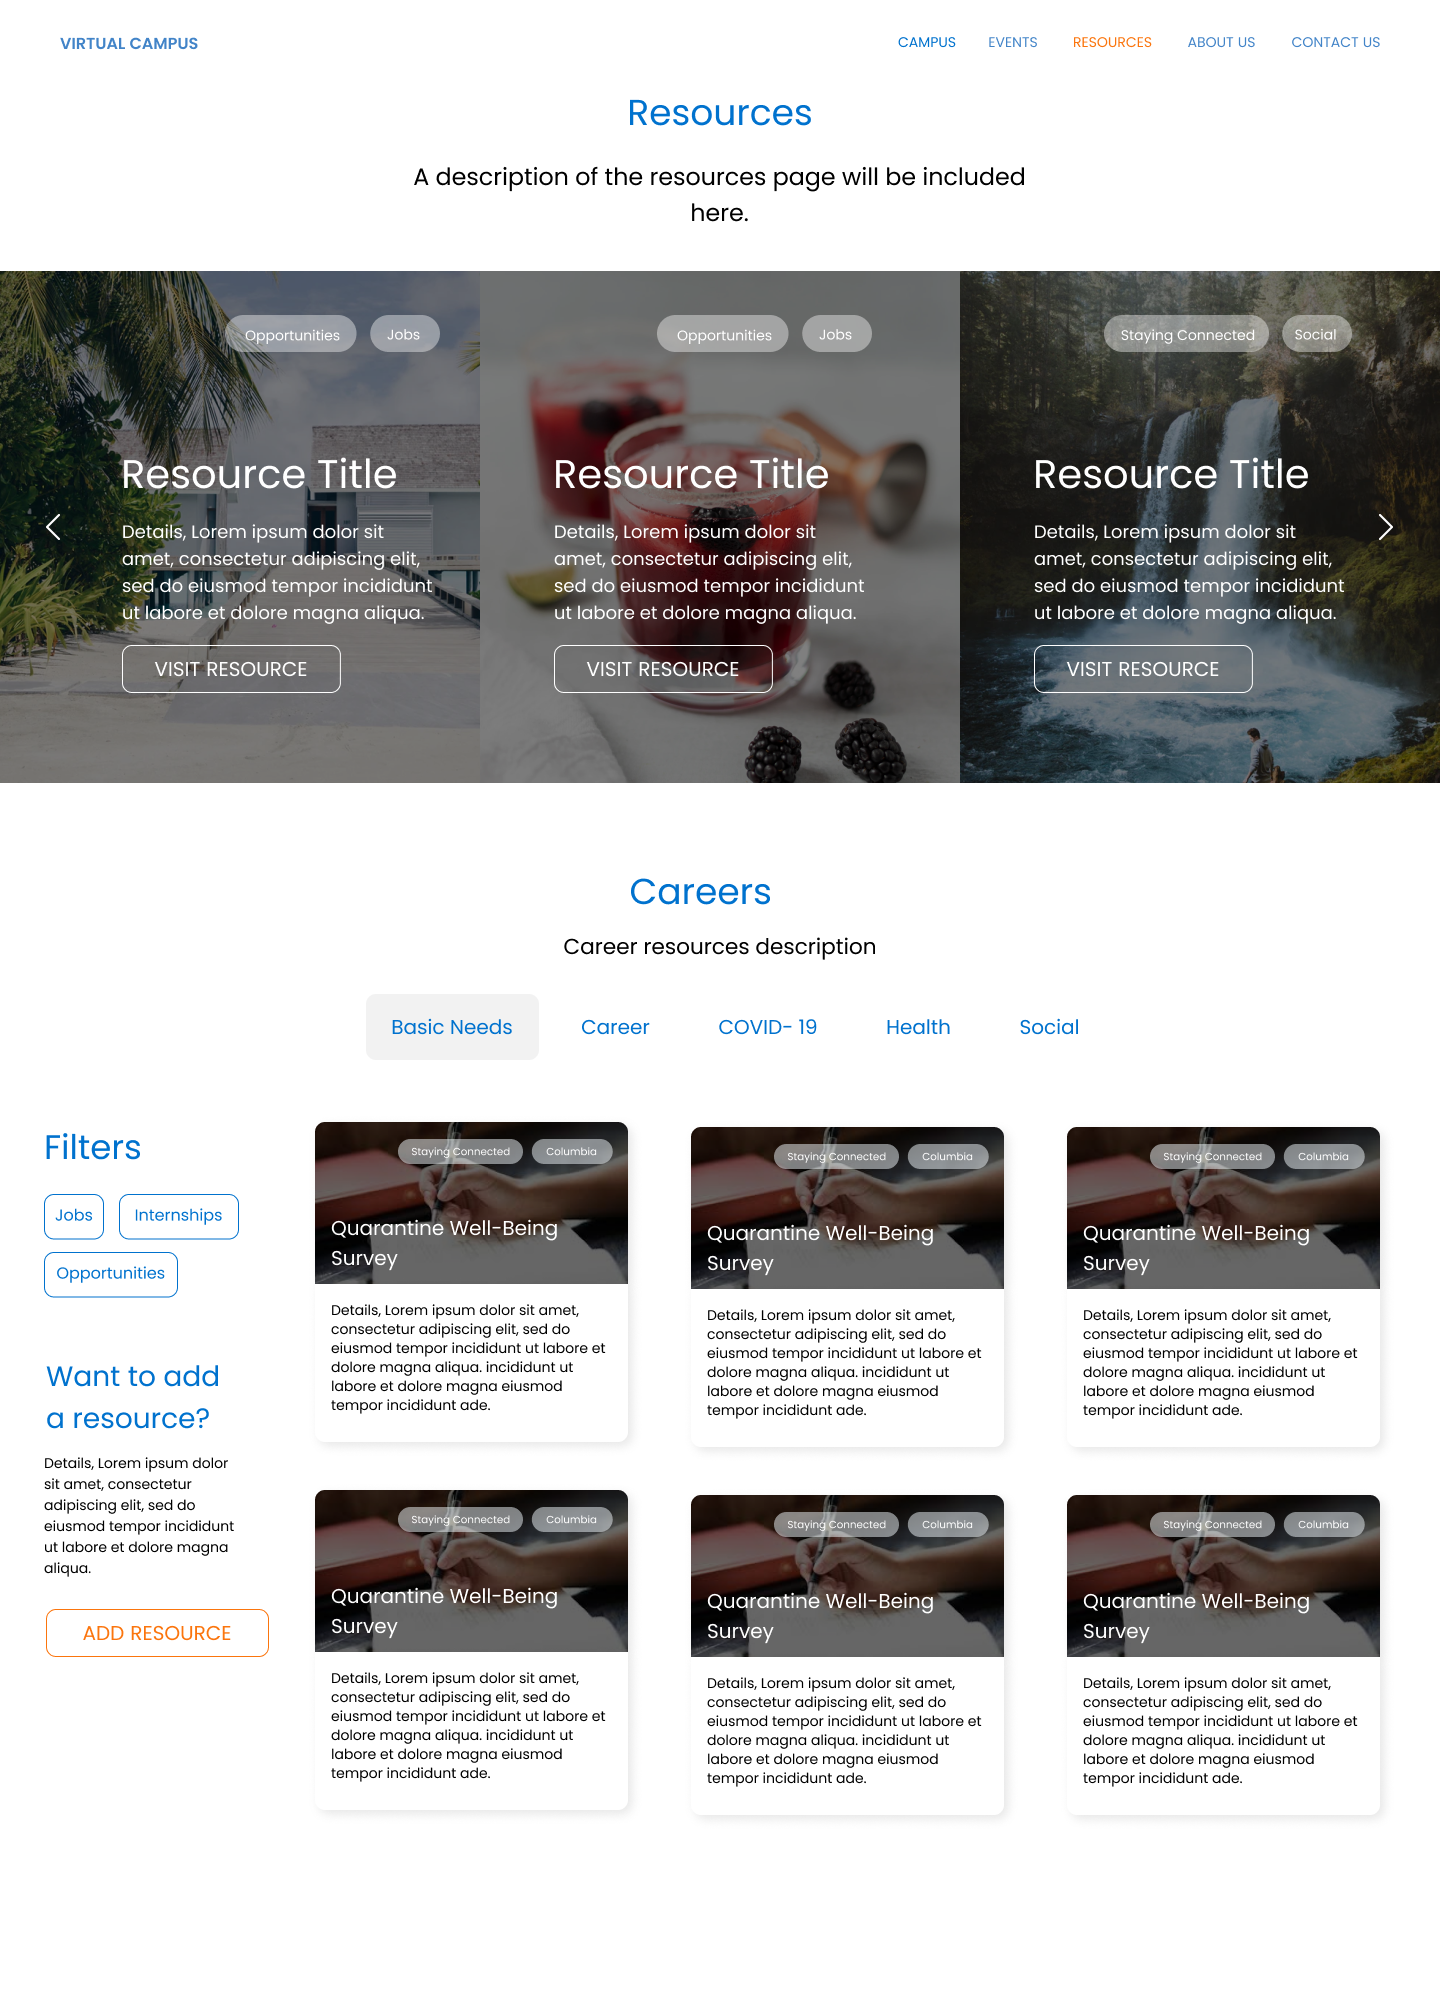 VIRTUAL CAMPUS
CAMPUS
EVENTS
RESOURCES
ABOUT US
CONTACT US
Resources
A description of the resources page will be included
here.
Opportunities
Jobs
Resource Title
Details, Lorem ipsum dolor sit
amet, consectetur adipiscing elit,
sed do eiusmod tempor incididunt
ut labore et dolore magna aliqua.
VISIT RESOURCE
Opportunities
Jobs
Resource Title
Details, Lorem ipsum dolor sit
amet, consectetur adipiscing elit,
sed do eiusmod tempor incididunt
ut labore et dolore magna aliqua.
VISIT RESOURCE
Staying Connected
Social
Resource Title
Details, Lorem ipsum dolor sit
amet, consectetur adipiscing elit,
sed do eiusmod tempor incididunt
ut labore et dolore magna aliqua.
VISIT RESOURCE
Careers
Career resources description
Basic Needs
Career
COVID- 19
Health
Social
Filters
Jobs
Internships
Opportunities
Want to add
a resource?
Details, Lorem ipsum dolor
sit amet, consectetur
adipiscing elit, sed do
eiusmod tempor incididunt
ut labore et dolore magna
aliqua.
ADD RESOURCE
Staying Connected
Columbia
Quarantine Well-Being
Survey
Details, Lorem ipsum dolor sit amet,
consectetur adipiscing elit, sed do
eiusmod tempor incididunt ut labore et
dolore magna aliqua. incididunt ut
labore et dolore magna eiusmod
tempor incididunt ade.
Staying Connected
Columbia
Quarantine Well-Being
Survey
Details, Lorem ipsum dolor sit amet,
consectetur adipiscing elit, sed do
eiusmod tempor incididunt ut labore et
dolore magna aliqua. incididunt ut
labore et dolore magna eiusmod
tempor incididunt ade.
Staying Connected
Columbia
Quarantine Well-Being
Survey
Details, Lorem ipsum dolor sit amet,
consectetur adipiscing elit, sed do
eiusmod tempor incididunt ut labore et
dolore magna aliqua. incididunt ut
labore et dolore magna eiusmod
tempor incididunt ade.
Staying Connected
Columbia
Quarantine Well-Being
Survey
Details, Lorem ipsum dolor sit amet,
consectetur adipiscing elit, sed do
eiusmod tempor incididunt ut labore et
dolore magna aliqua. incididunt ut
labore et dolore magna eiusmod
tempor incididunt ade.
Staying Connected
Columbia
Quarantine Well-Being
Survey
Details, Lorem ipsum dolor sit amet,
consectetur adipiscing elit, sed do
eiusmod tempor incididunt ut labore et
dolore magna aliqua. incididunt ut
labore et dolore magna eiusmod
tempor incididunt ade.
Staying Connected
Columbia
Quarantine Well-Being
Survey
Details, Lorem ipsum dolor sit amet,
consectetur adipiscing elit, sed do
eiusmod tempor incididunt ut labore et
dolore magna aliqua. incididunt ut
labore et dolore magna eiusmod
tempor incididunt ade.